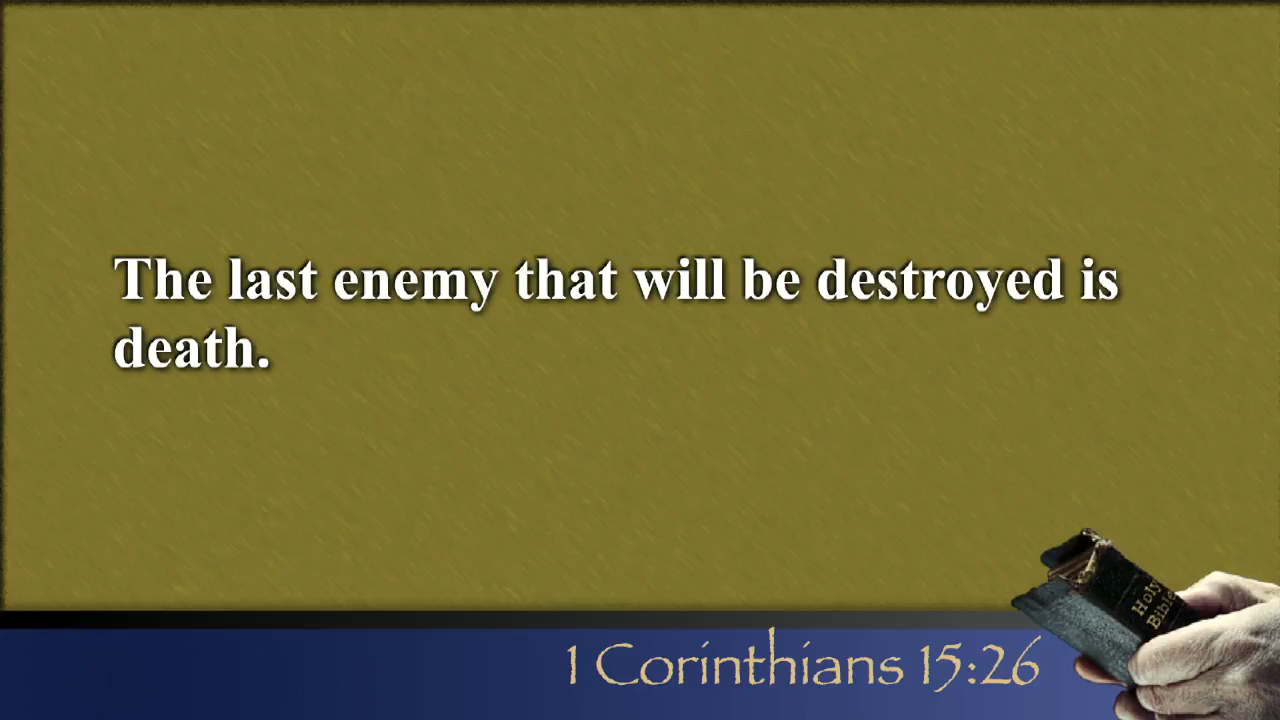 The last enemy that will be destroyed is
death.
Holy
Bible
1 Corinthians 15:26